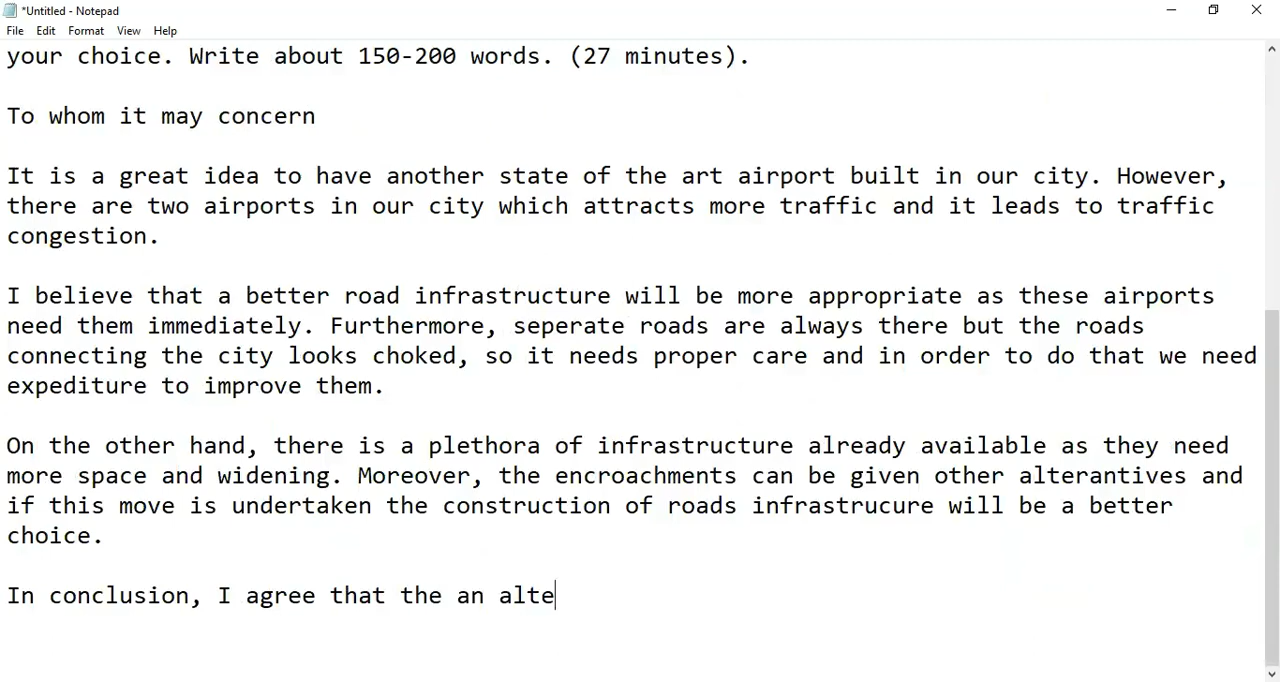 *Untitled - Notepad
File Edit Format View Help
your choice. Write about 150-200 words. (27 minutes).
To whom it may concern
It is a great idea to have another state of the art airport built in our city. However,
there are two airports in our city which attracts more traffic and it leads to traffic
congestion.
I believe that a better road infrastructure will be more appropriate as these airports
need them immediately. Furthermore, seperate roads are always there but the roads
connecting the city looks choked, so it needs proper care and in order to do that we need
expediture to improve them.
On the other hand, there is a plethora of infrastructure already available as they need
more space and widening. Moreover, the encroachments can be given other alterantives and
if this move is undertaken the construction of roads infrastrucure will be a better
choice.
In conclusion, I agree that the an alte